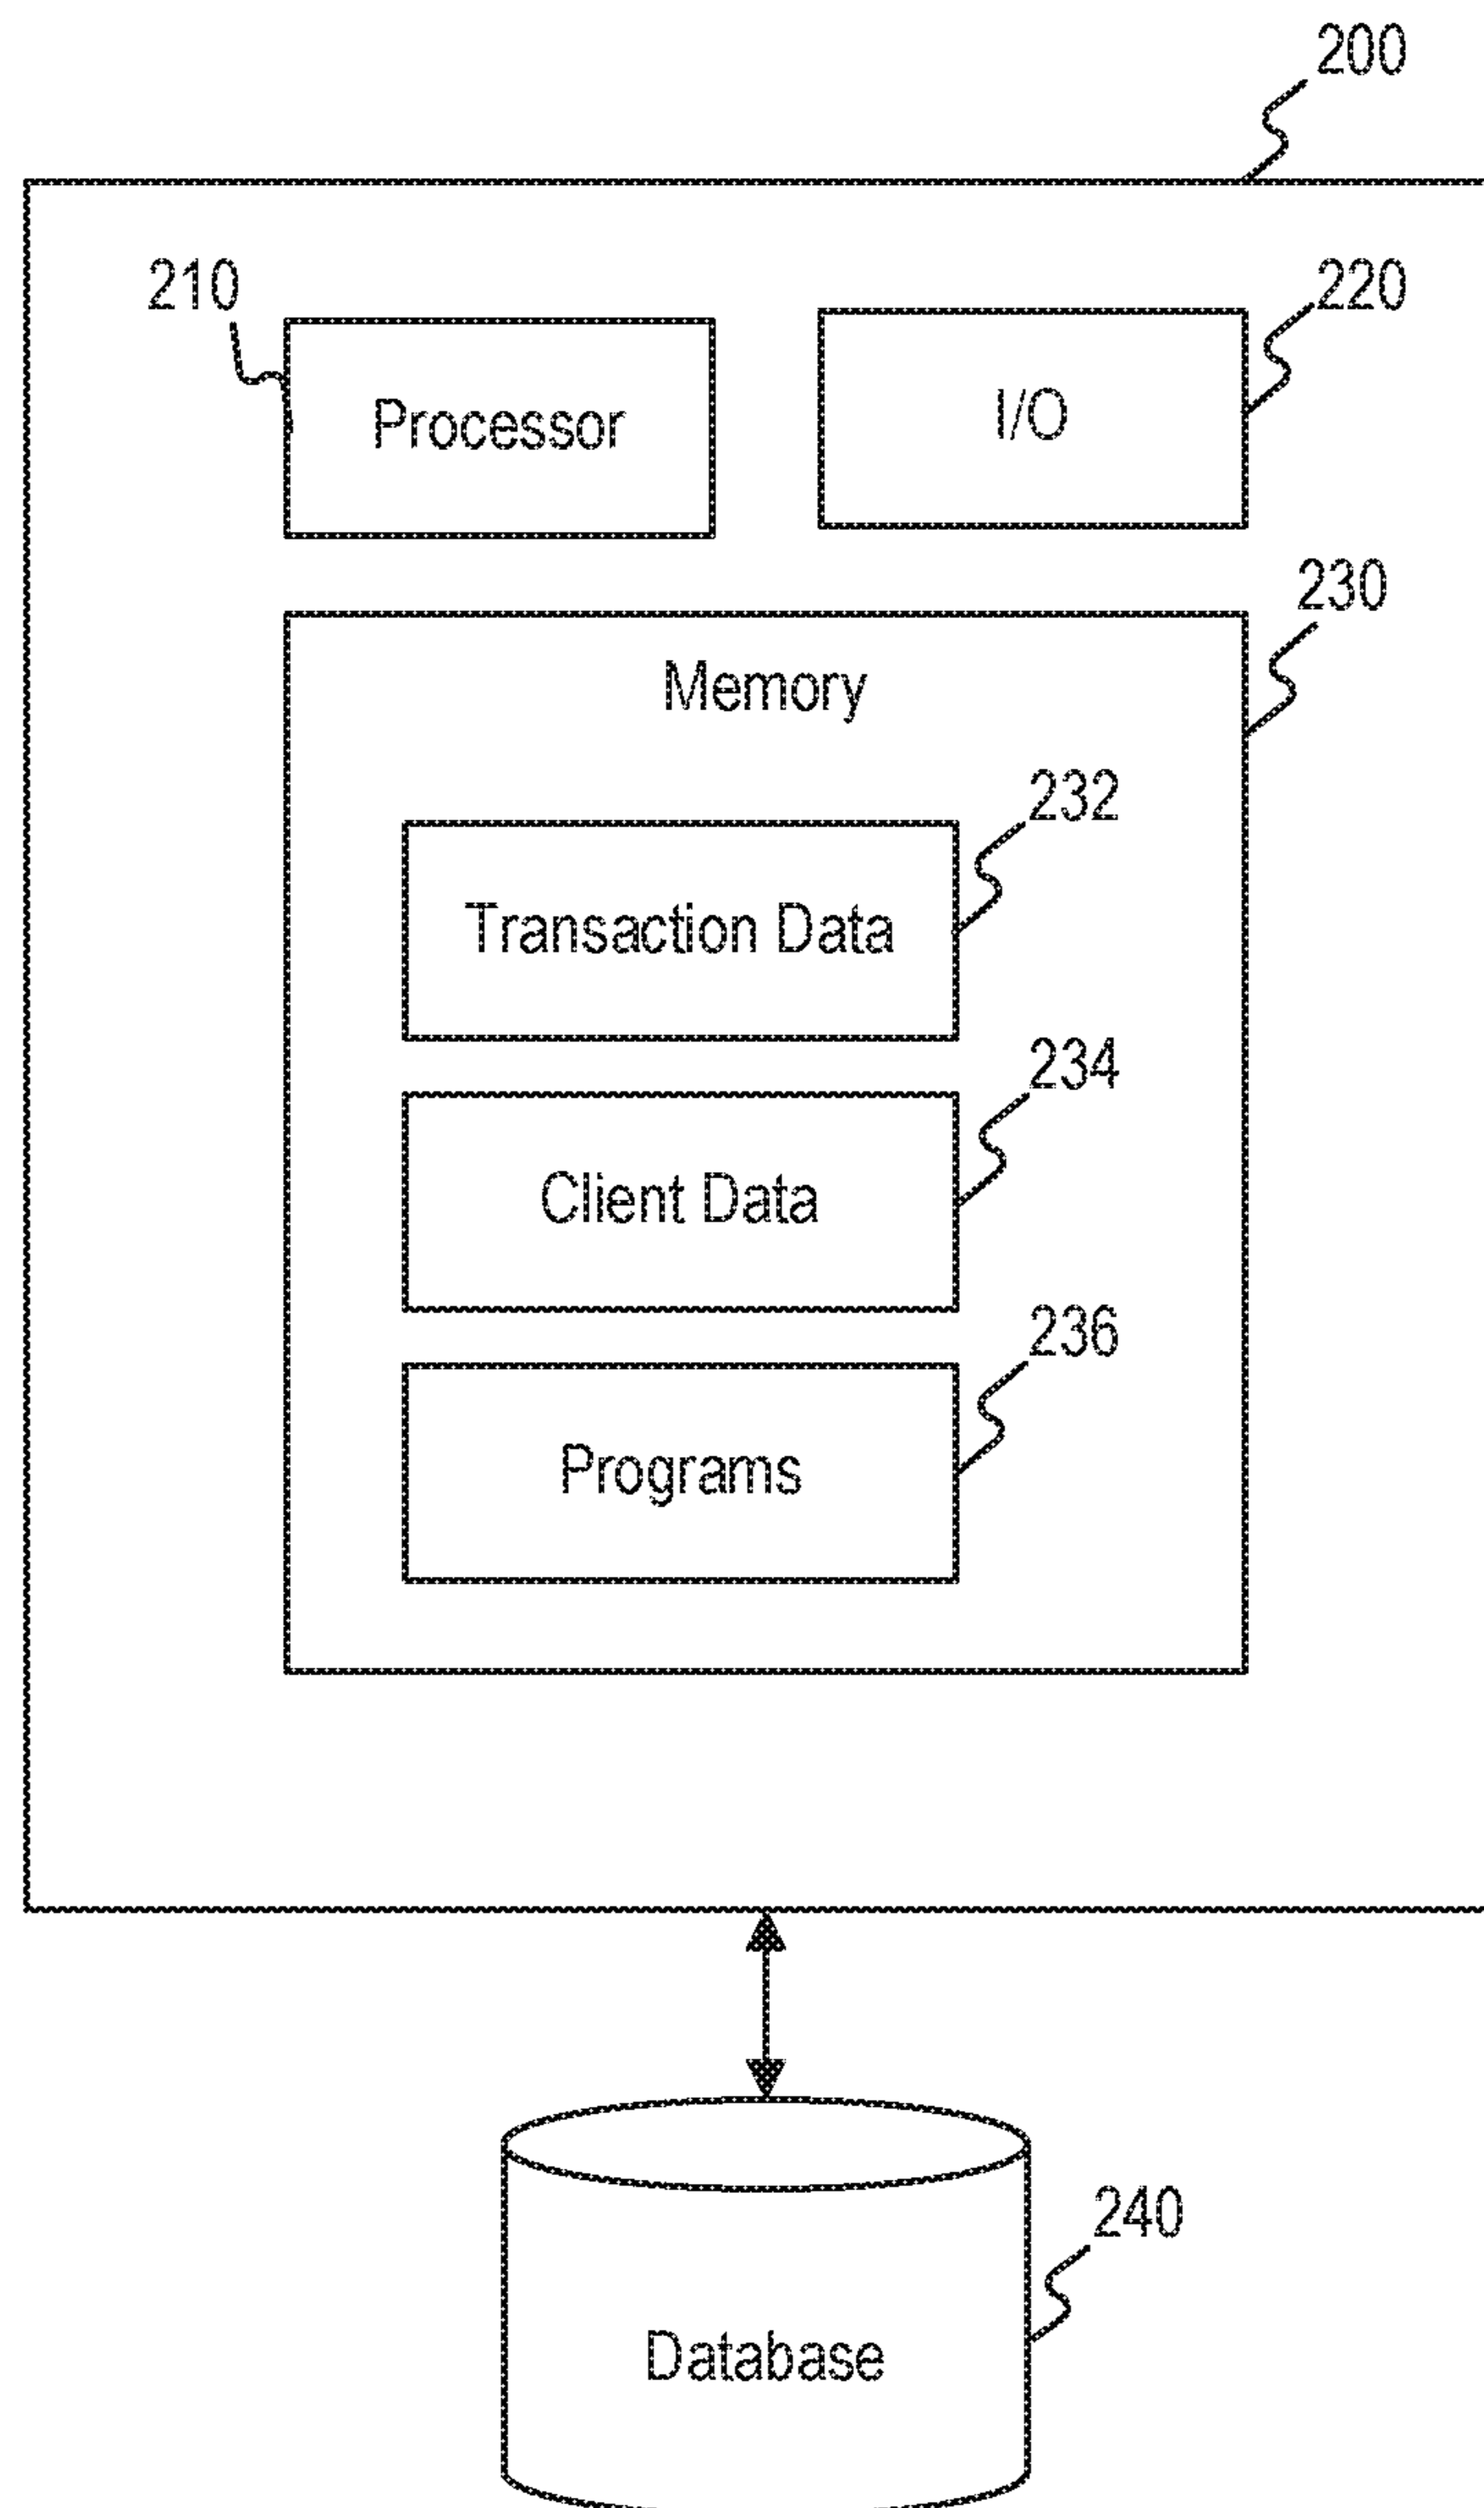 200
210
220
Processor
I/O
230
Memory
232
Transaction Data
234
Client Data
236
Programs
240
Database